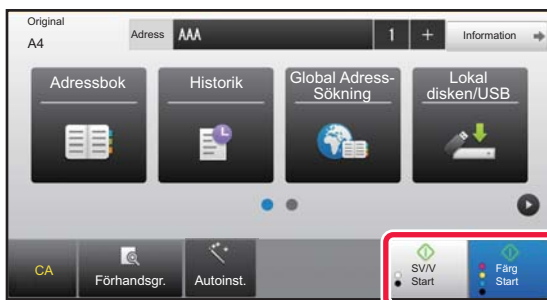 Original
A4
Adress AAA 1 + Information
Adressbok
Historik
Global Adress-
Sökning
Lokal
disken/USB
CA
Förhandsgr.
Autoinst.
SV/V
Start
Färg
Start